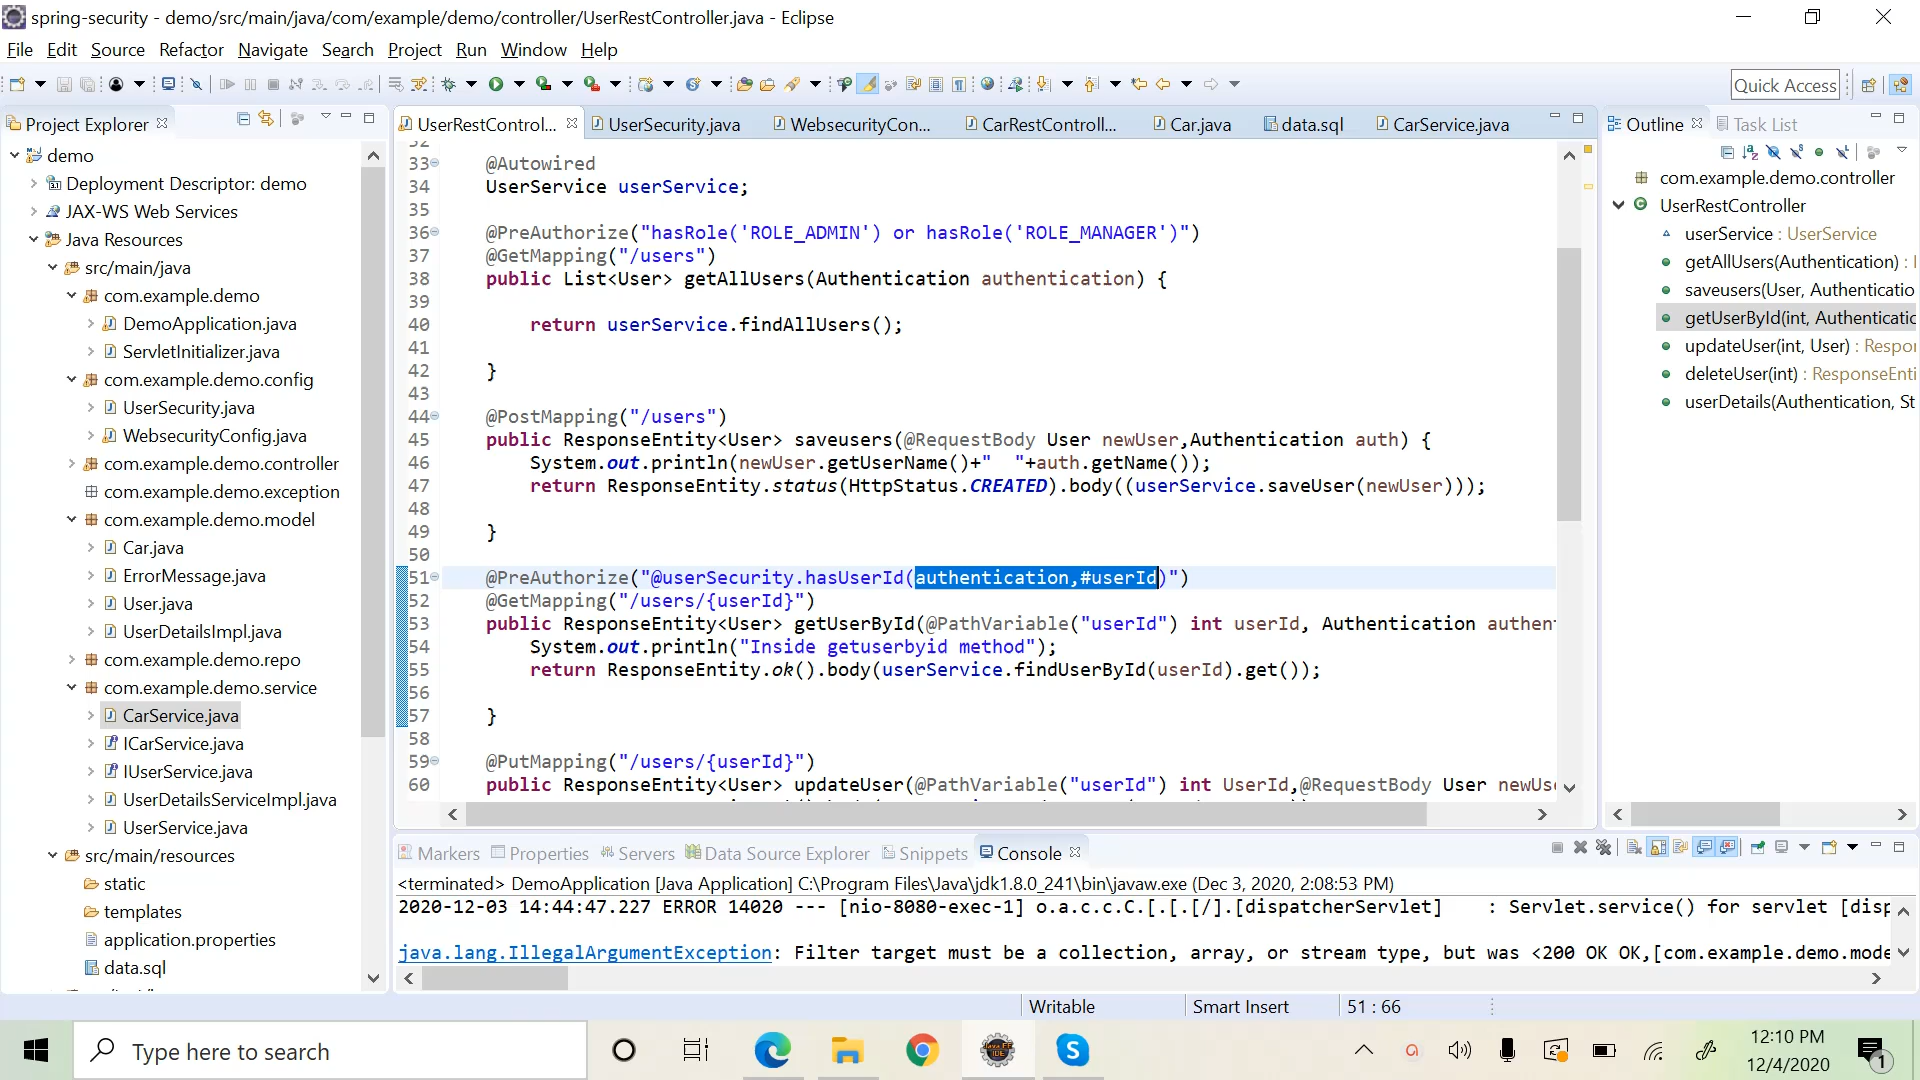 spring-security - demo/src/main/java/com/example/demo/controller/UserRestController.java - Eclipse
File Edit Source Refactor Navigate Search Project Run Window Help
Quick Access
Project Explorer
demo
Deployment Descriptor: demo
JAX-WS Web Services
Java Resources
src/main/java
com.example.demo
DemoApplication.java
ServletInitializer.java
com.example.demo.config
UserSecurity.java
WebsecurityConfig.java
com.example.demo.controller
com.example.demo.exception
com.example.demo.model
Car.java
ErrorMessage.java
User.java
UserDetailsImpl.java
com.example.demo.repo
com.example.demo.service
CarService.java
ICarService.java
IUserService.java
UserDetailsServiceImpl.java
UserService.java
src/main/resources
static
templates
application.properties
data.sql
UserRestControl... UserSecurity.java WebsecurityCon... CarRestControll... Car.java data.sql CarService.java
32
33 @Autowired
34 UserService userService;
35
36 @PreAuthorize("hasRole('ROLE_ADMIN') or hasRole('ROLE_MANAGER')")
37 @GetMapping("/users")
38 public List<User> getAllUsers(Authentication authentication) {
39
40 return userService.findAllUsers();
41
42 }
43
44 @PostMapping("/users")
45 public ResponseEntity<User> saveusers(@RequestBody User newUser,Authentication auth) {
46 System.out.println(newUser.getUserName()+"  "+auth.getName());
47 return ResponseEntity.status(HttpStatus.CREATED).body((userService.saveUser(newUser)));
48
49 }
50
51 @PreAuthorize("@userSecurity.hasUserId(authentication,#userId)")
52 @GetMapping("/users/{userId}")
53 public ResponseEntity<User> getUserById(@PathVariable("userId") int userId, Authentication authen
54 System.out.println("Inside getuserbyid method");
55 return ResponseEntity.ok().body(userService.findUserById(userId).get());
56
57 }
58
59 @PutMapping("/users/{userId}")
60 public ResponseEntity<User> updateUser(@PathVariable("userId") int UserId,@RequestBody User newUs
Outline Task List
com.example.demo.controller
UserRestController
userService : UserService
getAllUsers(Authentication) :
saveusers(User, Authenticatio
getUserById(int, Authenticatic
updateUser(int, User) : Respo
deleteUser(int) : ResponseEnti
userDetails(Authentication, St
Markers Properties Servers Data Source Explorer Snippets Console
<terminated> DemoApplication [Java Application] C:\Program Files\Java\jdk1.8.0_241\bin\javaw.exe (Dec 3, 2020, 2:08:53 PM)
2020-12-03 14:44:47.227 ERROR 14020 --- [nio-8080-exec-1] o.a.c.c.C.[.[.[/].[dispatcherServlet] : Servlet.service() for servlet [disp
java.lang.IllegalArgumentException: Filter target must be a collection, array, or stream type, but was <200 OK OK,[com.example.demo.mode
Writable Smart Insert 51 : 66
Type here to search
12:10 PM
12/4/2020
1